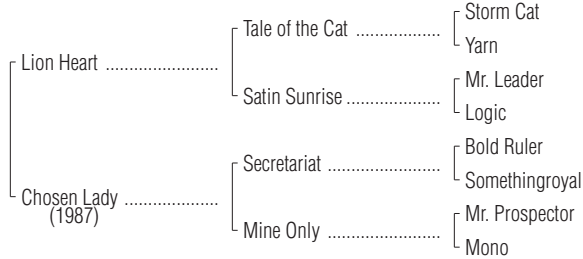 Storm Cat
Tale of the Cat ....................
Yarn
Lion Heart ........................
Mr. Leader
Satin Sunrise ......................
Logic
Bold Ruler
Secretariat ..........................
Somethingroyal
Chosen Lady ....................
(1987)
Mr. Prospector
Mine Only ..........................
Mono